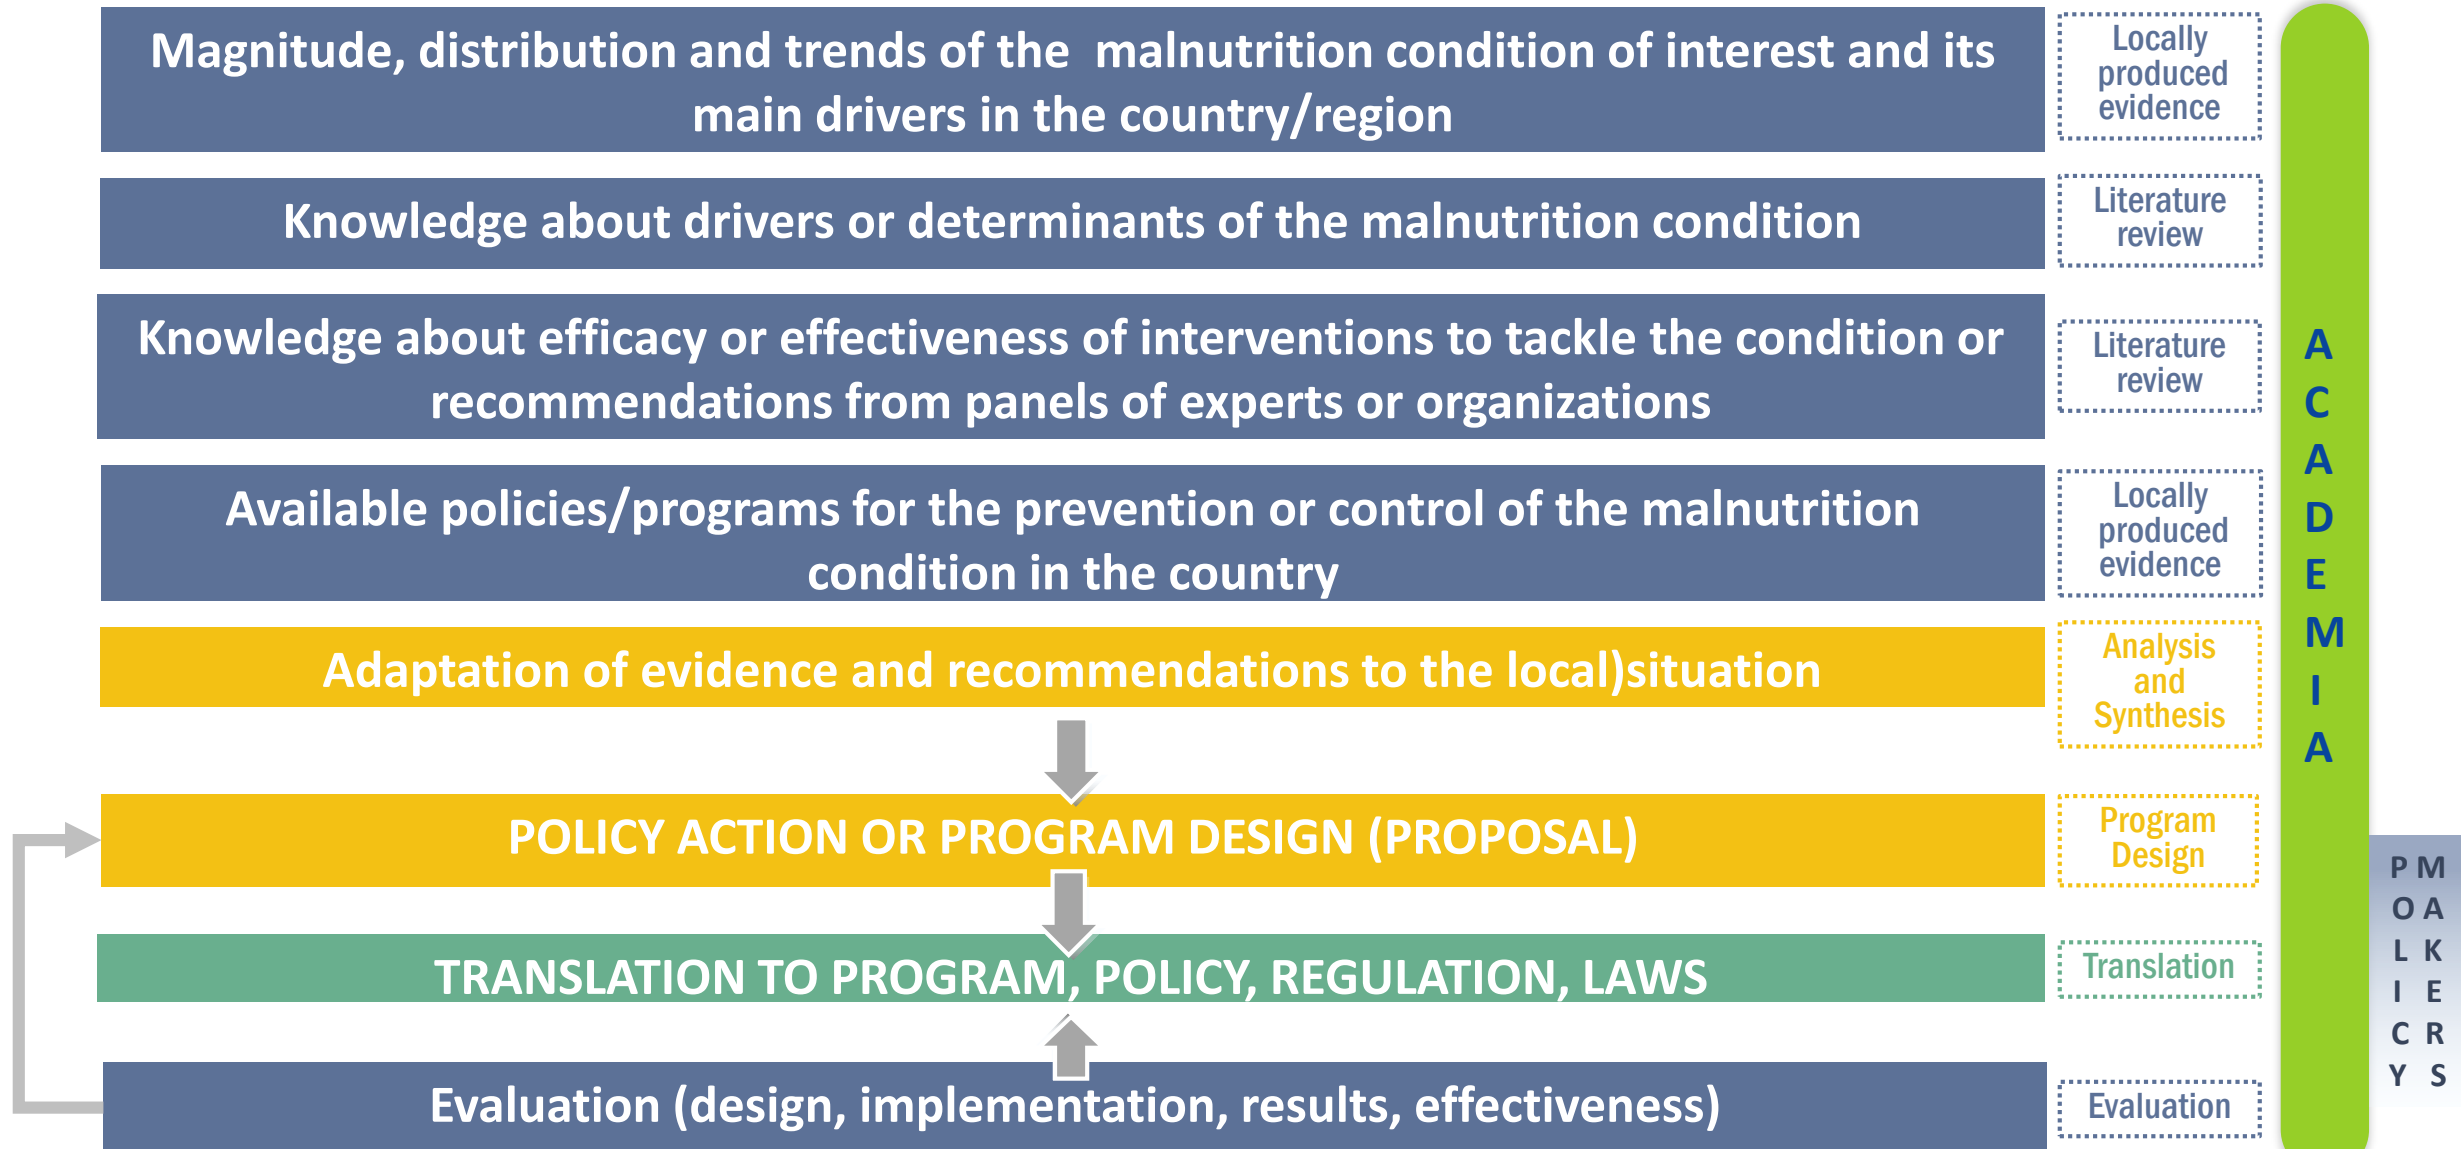 Magnitude, distribution and trends of the malnutrition condition of interest and its
main drivers in the country/region
Locally
produced
evidence
Knowledge about drivers or determinants of the malnutrition condition
Literature
review
Knowledge about efficacy or effectiveness of interventions to tackle the condition or
recommendations from panels of experts or organizations
Literature
review
Available policies/programs for the prevention or control of the malnutrition
condition in the country
Locally
produced
evidence
Adaptation of evidence and recommendations to the local)situation
Analysis
and
Synthesis
POLICY ACTION OR PROGRAM DESIGN (PROPOSAL)
Program
Design
TRANSLATION TO PROGRAM, POLICY, REGULATION, LAWS
Translation
Evaluation (design, implementation, results, effectiveness)
Evaluation
ACADEMIA
POLICY
MAKERS